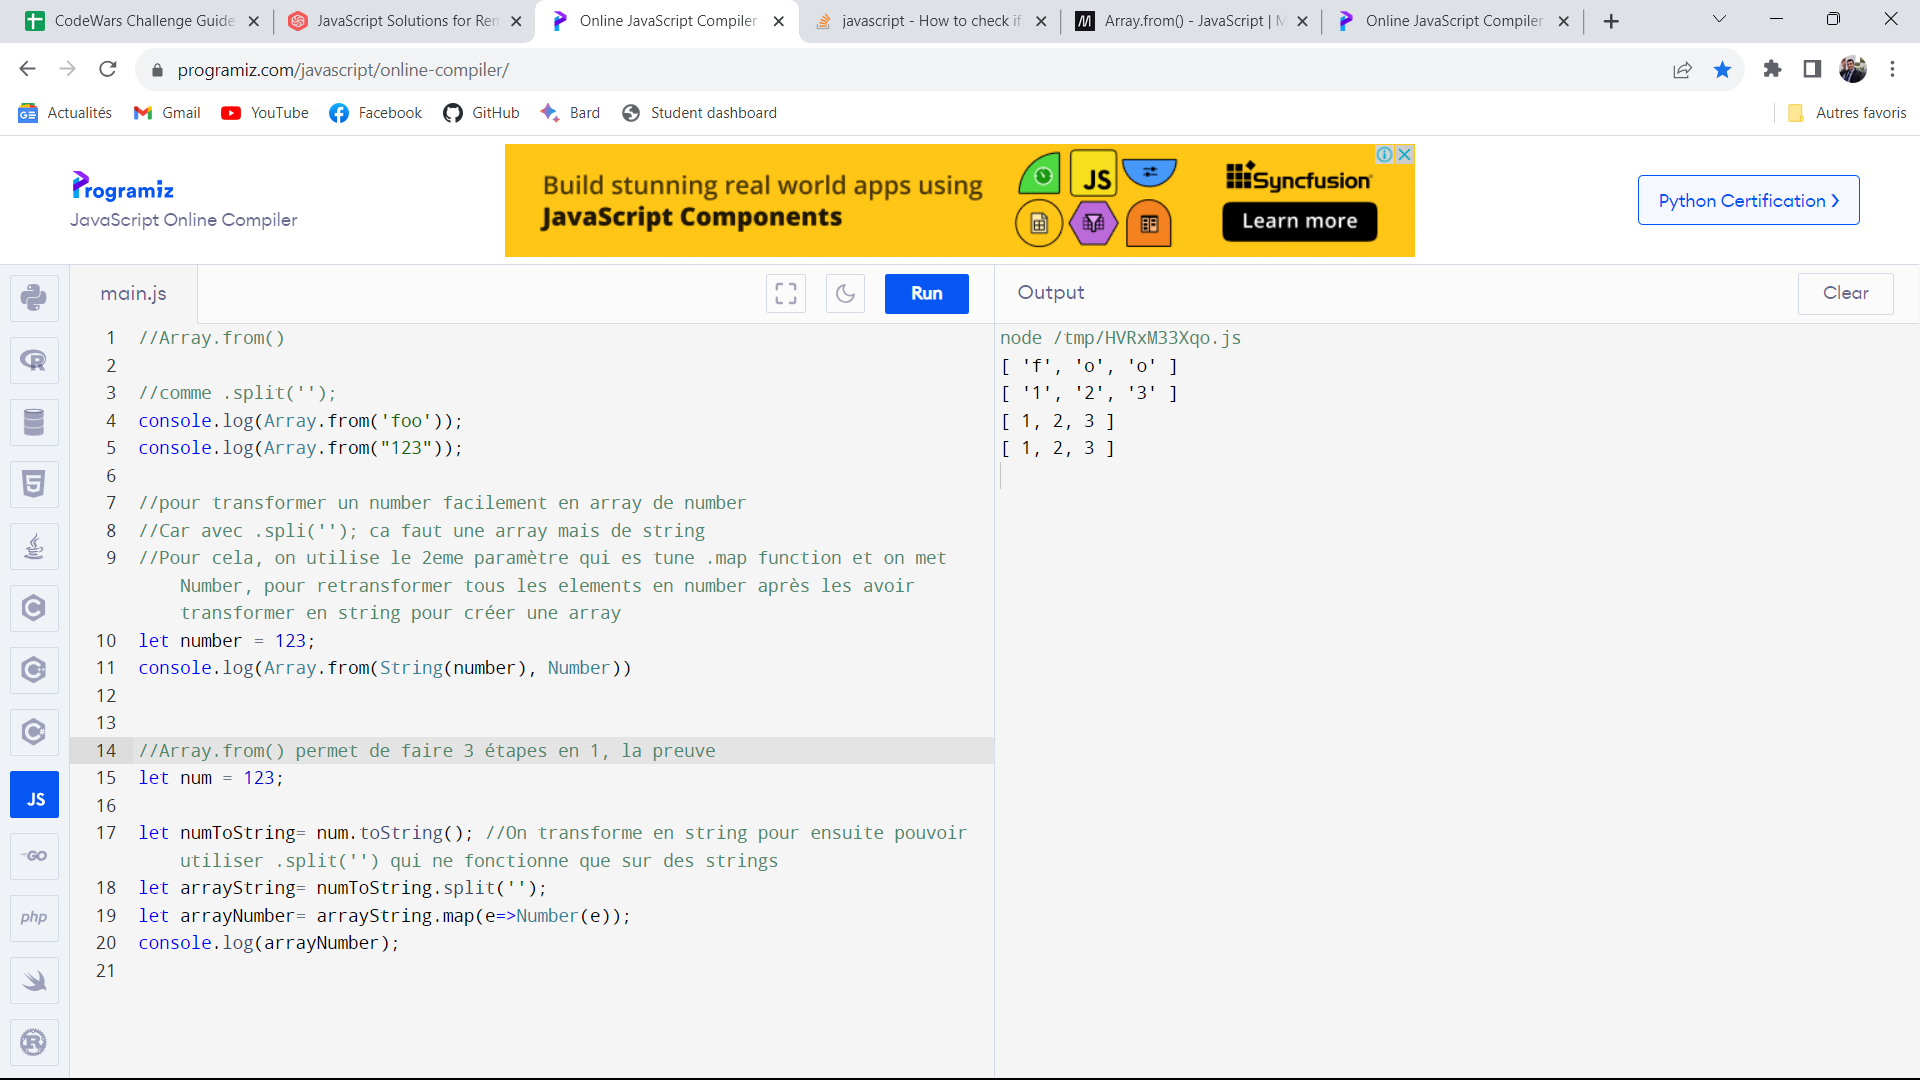 CodeWars Challenge Guide
JavaScript Solutions for Ren
Online JavaScript Compiler
javascript - How to check if
Array.from() - JavaScript | M
Online JavaScript Compiler
programiz.com/javascript/online-compiler/
Actualités
Gmail
YouTube
Facebook
GitHub
Bard
Student dashboard
Autres favoris
Programiz
JavaScript Online Compiler
Build stunning real world apps using
JavaScript Components
JS
Syncfusion
Learn more
Python Certification >
main.js
Run
Output
Clear
1 //Array.from()
2
3 //comme .split('');
4 console.log(Array.from('foo'));
5 console.log(Array.from("123"));
6
7 //pour transformer un number facilement en array de number
8 //Car avec .spli(''); ca faut une array mais de string
9 //Pour cela, on utilise le 2eme paramètre qui es tune .map function et on met
Number, pour retransformer tous les elements en number après les avoir
transformer en string pour créer une array
10 let number = 123;
11 console.log(Array.from(String(number), Number))
12
13
14 //Array.from() permet de faire 3 étapes en 1, la preuve
15 let num = 123;
16
17 let numToString= num.toString(); //On transforme en string pour ensuite pouvoir
utiliser .split('') qui ne fonctionne que sur des strings
18 let arrayString= numToString.split('');
19 let arrayNumber= arrayString.map(e=>Number(e));
20 console.log(arrayNumber);
21
node /tmp/HVRxM33Xqo.js
[ 'f', 'o', 'o' ]
[ '1', '2', '3' ]
[ 1, 2, 3 ]
[ 1, 2, 3 ]
JS
GO
php